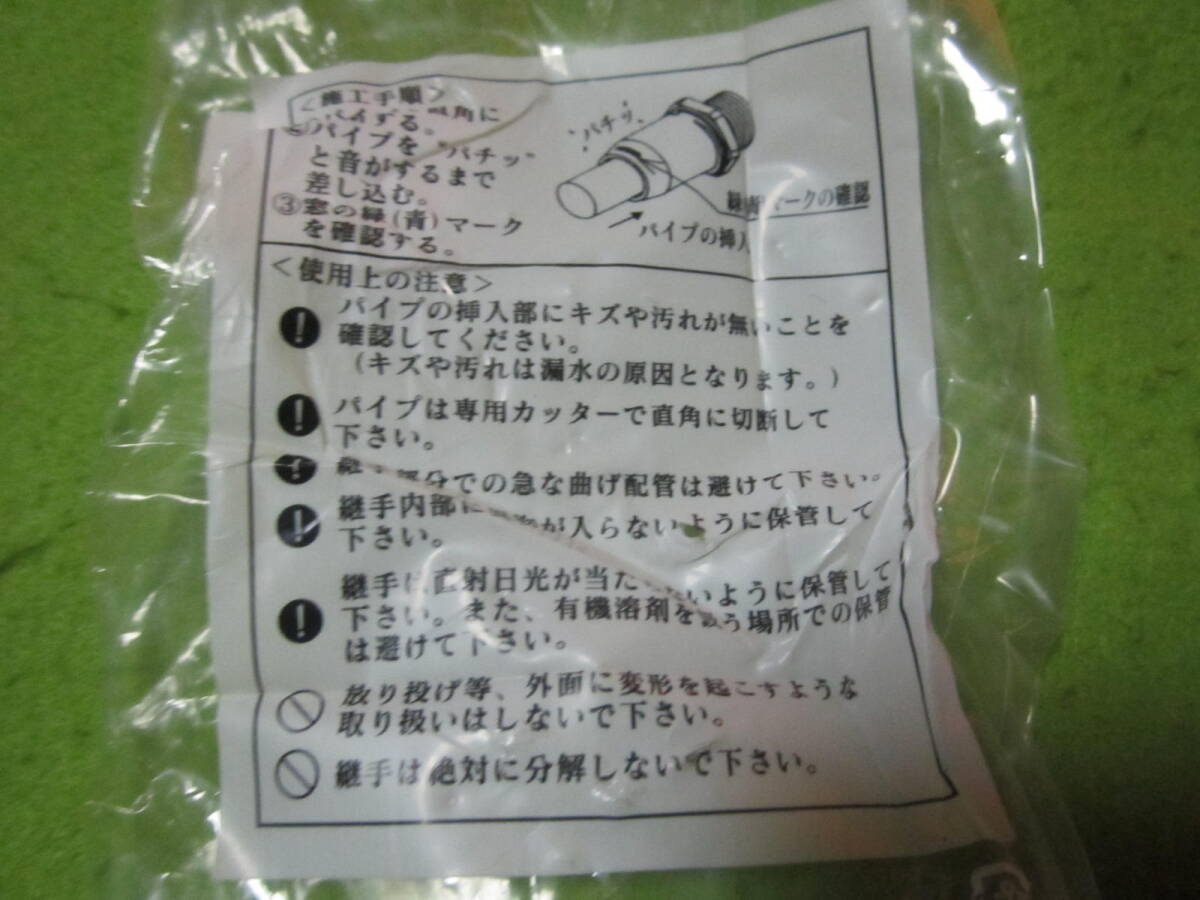 <施工手順>
角に
する。
パイプを"パチッ"
と音がするまで
差し込む。
③窓の緑(青)マーク
を確認する。
"パチッ"
マークの確認
パイプの挿入
<使用上の注意>
パイプの挿入部にキズや汚れが無いことを
確認してください。
(キズや汚れは漏水の原因となります。)
パイプは専用カッターで直角に切断して
下さい。
継手部分での急な曲げ配管は避けて下さい。
継手内部に が入らないように保管して
下さい。
継手は直射日光が当た ないように保管して
下さい。また、有機溶剤を扱う場所での保管
は避けて下さい。
放り投げ等、外面に変形を起こすような
取り扱いはしないで下さい。
継手は絶対に分解しないで下さい。